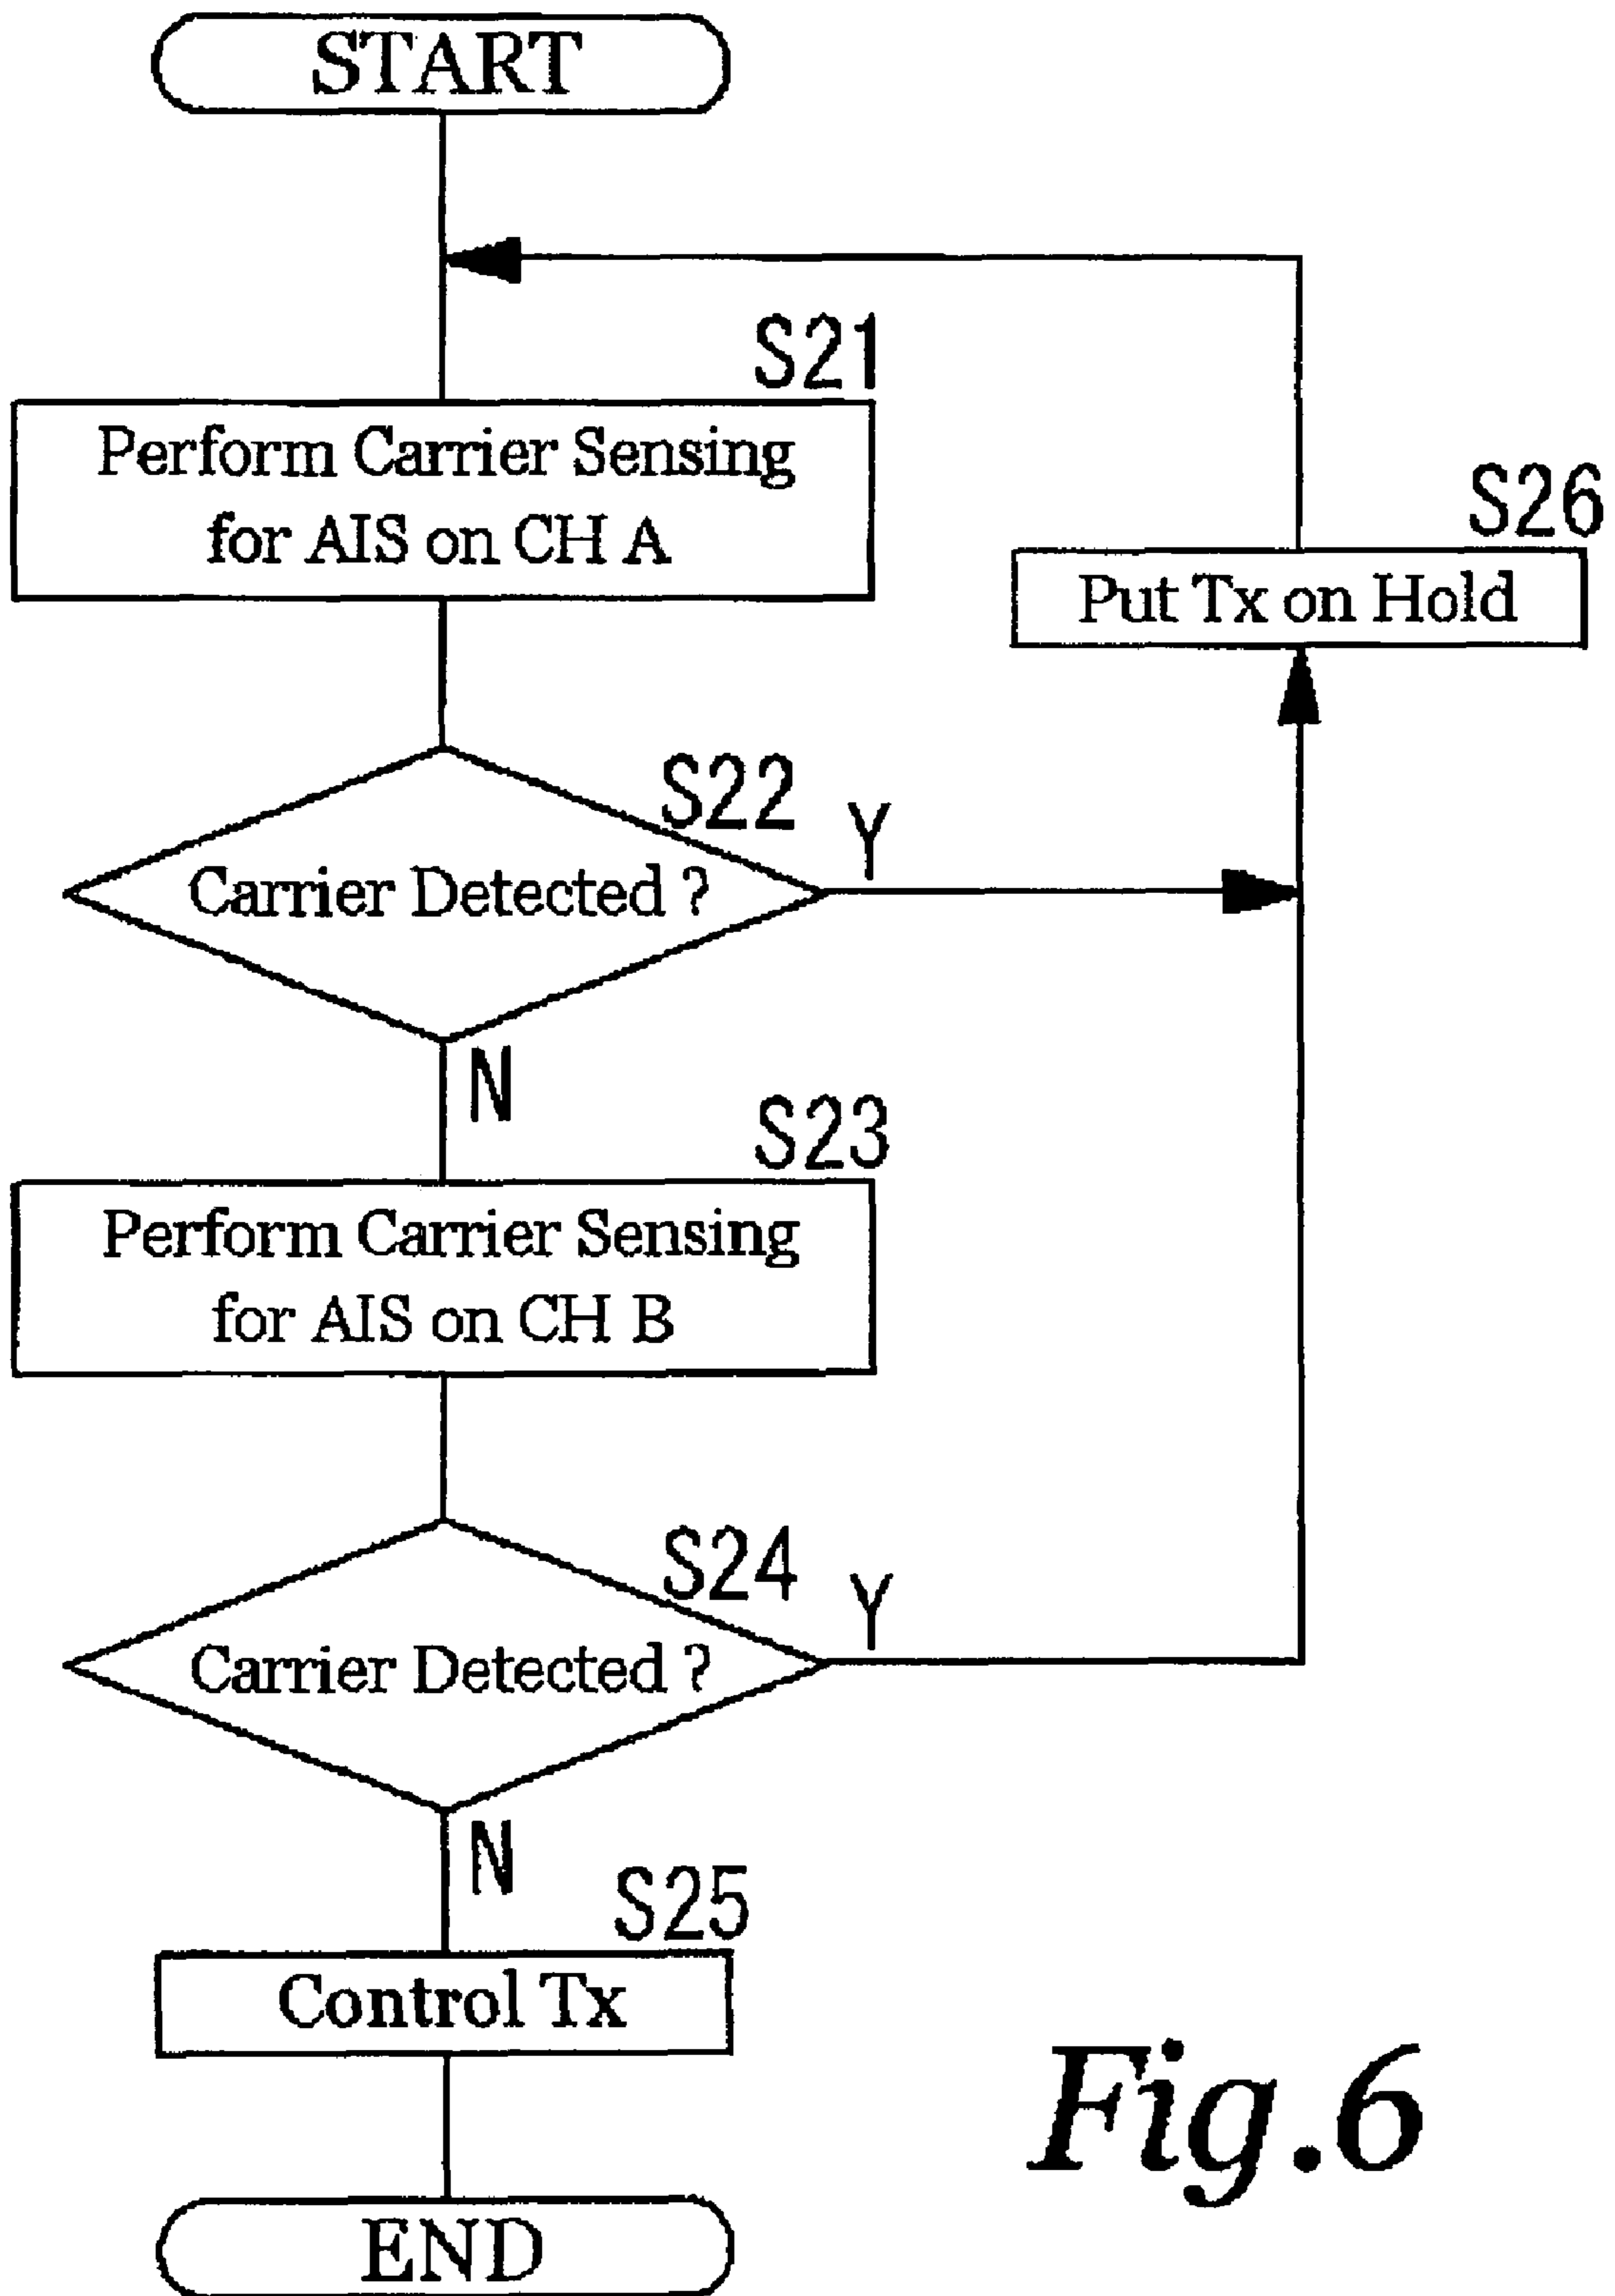 START
S21
Perform Carrier Sensing
for AIS on CH A
S26
Put Tx on Hold
S22
Y
Carrier Detected ?
N
S23
Perform Carrier Sensing
for AIS on CH B
S24
Y
Carrier Detected ?
N
S25
Control Tx
END
Fig.6